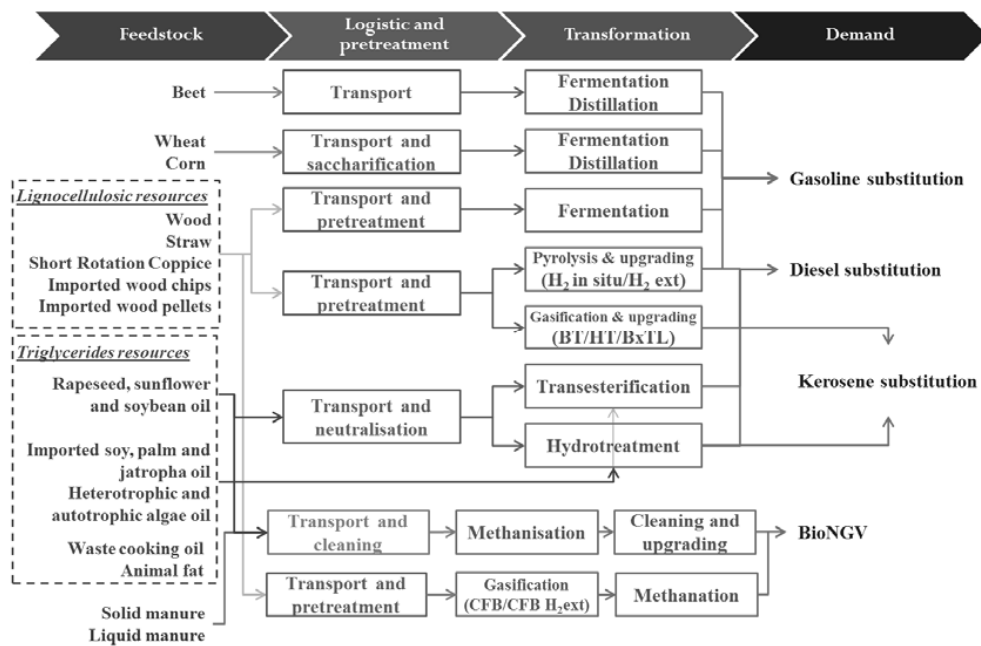 Feedstock
Logistic and
pretreatment
Transformation
Demand
Beet
Transport
Fermentation
Distillation
Wheat
Corn
Transport and
saccharification
Fermentation
Distillation
Gasoline substitution
Lignocellulosic resources
Wood
Straw
Short Rotation Coppice
Imported wood chips
Imported wood pellets
Transport and
pretreatment
Fermentation
Transport and
pretreatment
Pyrolysis & upgrading
(H₂ in situ/H₂ ext)
Diesel substitution
Gasification & upgrading
(BT/HT/BxTL)
Kerosene substitution
Triglycerides resources
Rapeseed, sunflower
and soybean oil
Imported soy, palm and
jatropha oil
Heterotrophic and
autotrophic algae oil
Waste cooking oil
Animal fat
Transport and
neutralisation
Transesterification
Hydrotreatment
Transport and
cleaning
Methanisation
Cleaning and
upgrading
BioNGV
Transport and
pretreatment
Gasification
(CFB/CFB H₂ext)
Methanation
Solid manure
Liquid manure